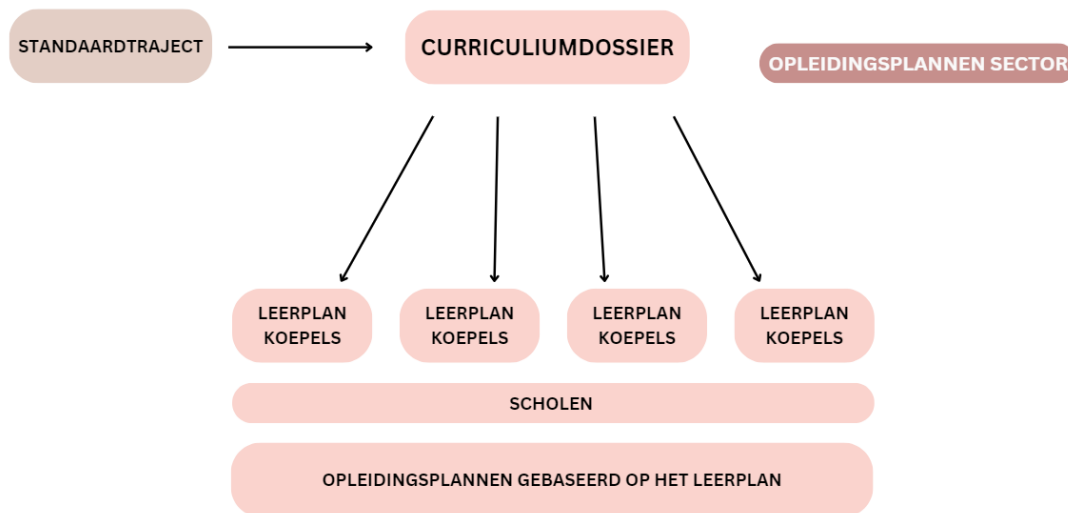 STANDAARDTRAJECT
CURRICULIUMDOSSIER
OPLEIDINGSPLANNEN SECTOR
LEERPLAN
KOEPELS
LEERPLAN
KOEPELS
LEERPLAN
KOEPELS
LEERPLAN
KOEPELS
SCHOLEN
OPLEIDINGSPLANNEN GEBASEERD OP HET LEERPLAN